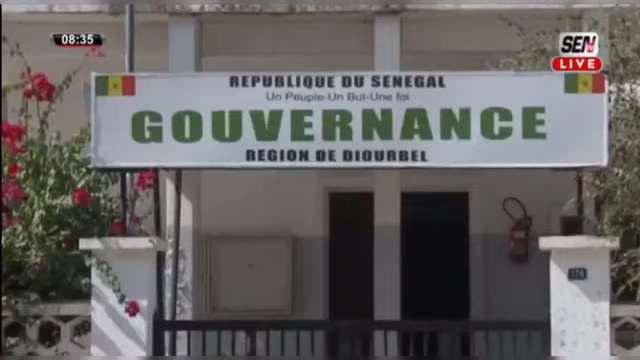 08:35
SEN
LIVE
REPUBLIQUE DU SENEGAL
Un Peuple-Un But-Une foi
GOUVERNANCE
REGION DE DIOURBEL
176